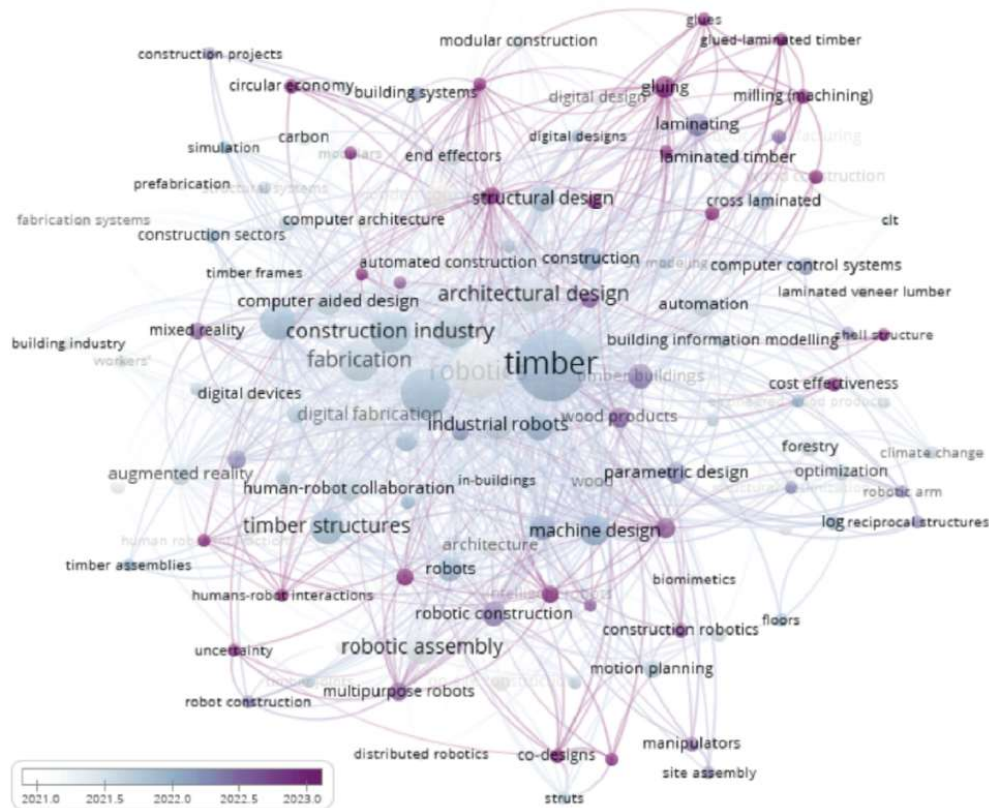 glues
modular construction
glued-laminated timber
construction projects
circular economy
building systems
gluing
digital design
milling (machining)
laminating
carbon
digital designs
simulation
end effectors
laminated timber
prefabrication
structural systems
structural design
cross laminated
fabrication systems
computer architecture
clt
construction sectors
automated construction
construction
computer control systems
timber frames
architectural design
laminated veneer lumber
computer aided design
automation
mixed reality
construction industry
building information modelling
shell structure
building industry
workers'
fabrication
timber
timber buildings
cost effectiveness
digital devices
digital fabrication
industrial robots
wood products
forestry
climate change
augmented reality
in-buildings
wood
parametric design
optimization
human-robot collaboration
robotic arm
timber structures
machine design
log
reciprocal structures
architecture
timber assemblies
robots
biomimetics
humans-robot interactions
robotic construction
floors
construction robotics
uncertainty
robotic assembly
motion planning
multipurpose robots
robot construction
distributed robotics
co-designs
manipulators
site assembly
struts
2021.0 2021.5 2022.0 2022.5 2023.0